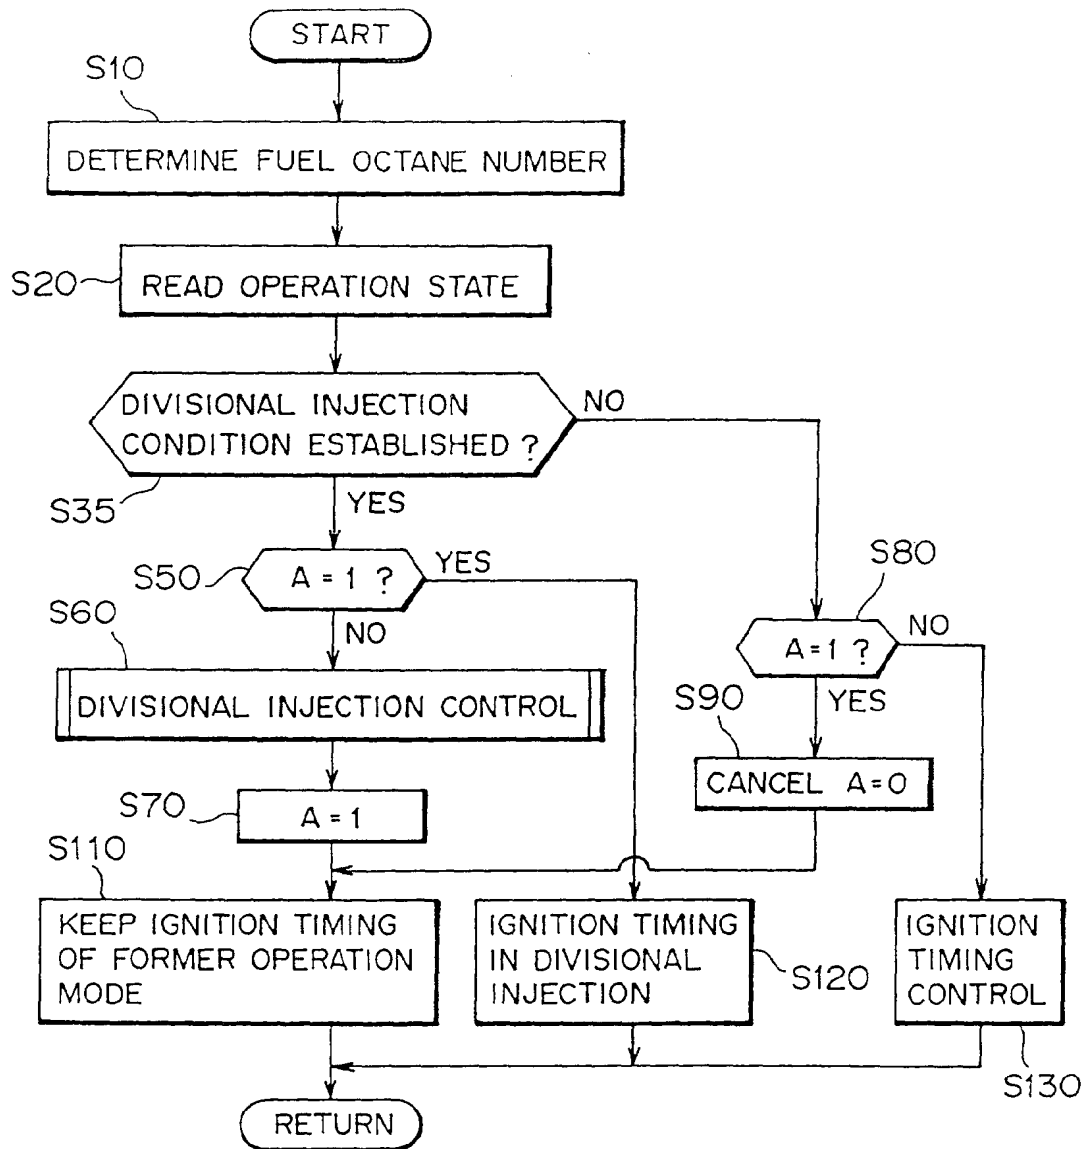 START
S10
DETERMINE FUEL OCTANE NUMBER
S20
READ OPERATION STATE
DIVISIONAL INJECTION
CONDITION ESTABLISHED ?
NO
S35
YES
S50
A = 1 ?
YES
S80
S60
NO
A=1 ?
NO
DIVISIONAL INJECTION CONTROL
S90
YES
CANCEL A=0
S70
A=1
S110
KEEP IGNITION TIMING
OF FORMER OPERATION
MODE
IGNITION TIMING
IN DIVISIONAL
INJECTION
S120
IGNITION
TIMING
CONTROL
S130
RETURN